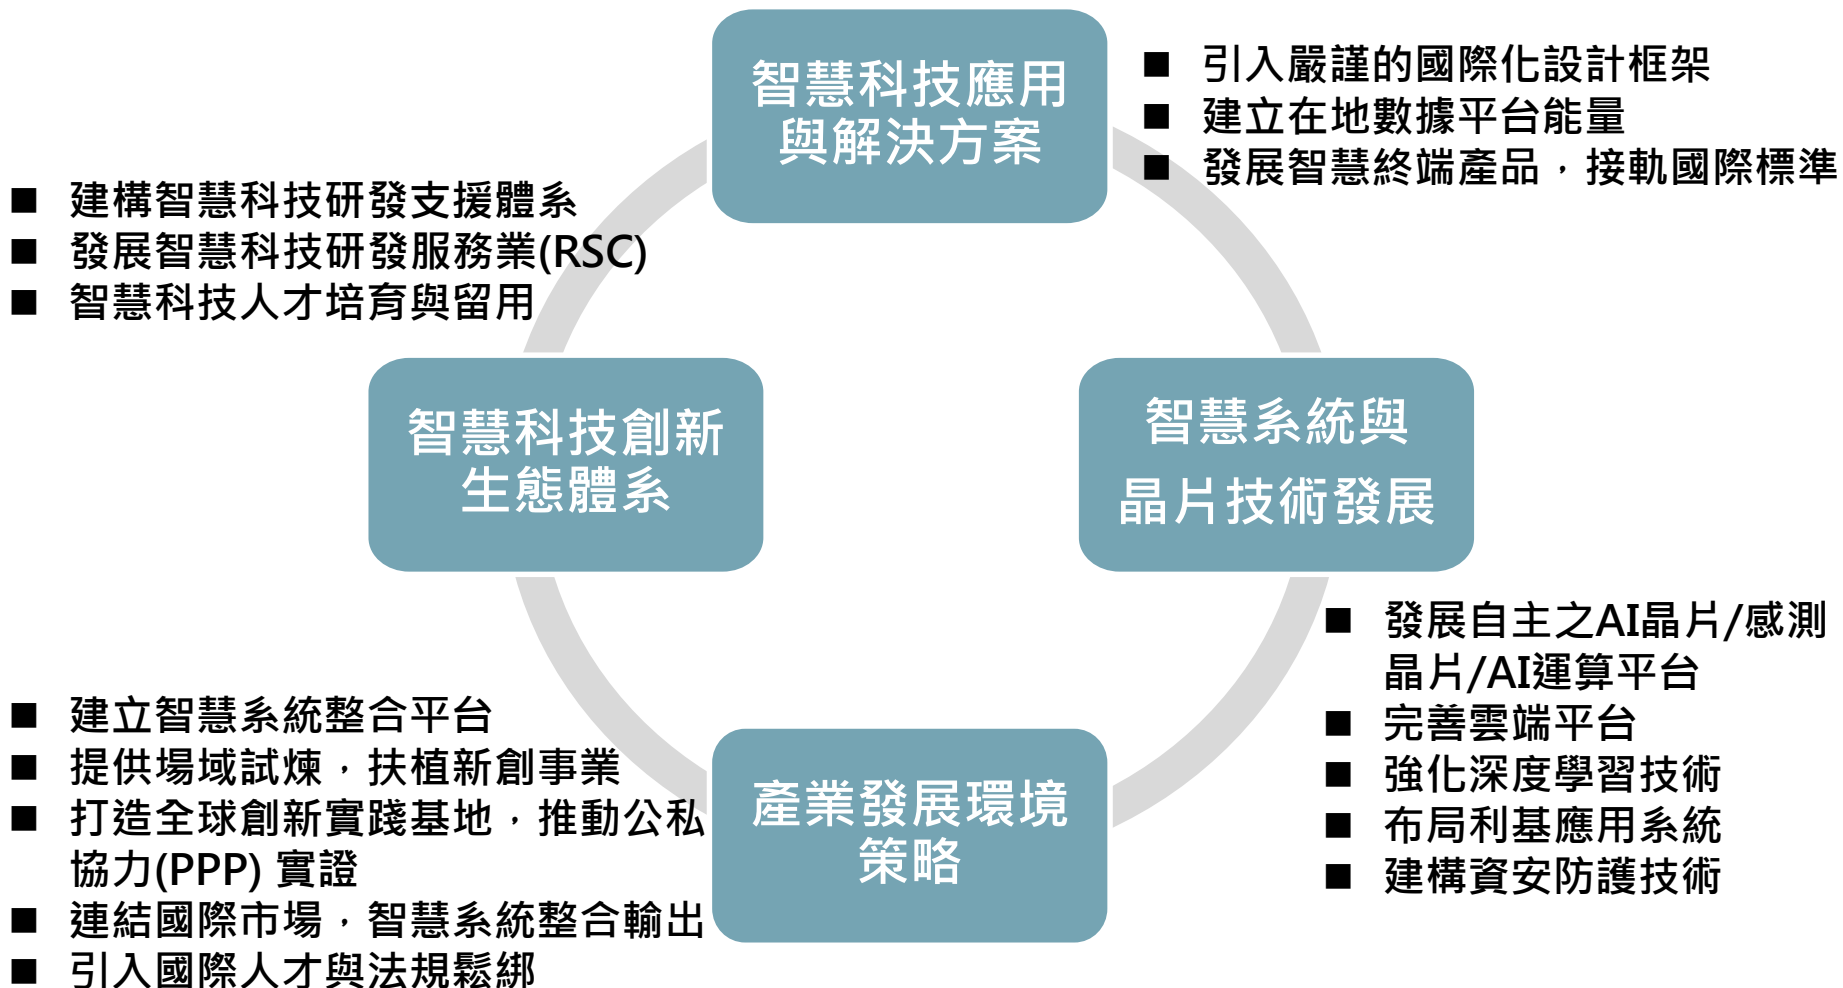 智慧科技應用
與解決方案
■ 引入嚴謹的國際化設計框架
■ 建立在地數據平台能量
■ 發展智慧終端產品，接軌國際標準
■ 建構智慧科技研發支援體系
■ 發展智慧科技研發服務業(RSC)
■ 智慧科技人才培育與留用
智慧科技創新
生態體系
智慧系統與
晶片技術發展
■ 發展自主之AI晶片/感測
晶片/AI運算平台
■ 完善雲端平台
■ 強化深度學習技術
■ 布局利基應用系統
■ 建構資安防護技術
■ 建立智慧系統整合平台
■ 提供場域試煉，扶植新創事業
■ 打造全球創新實踐基地，推動公私
協力(PPP) 實證
■ 連結國際市場，智慧系統整合輸出
■ 引入國際人才與法規鬆綁
產業發展環境
策略